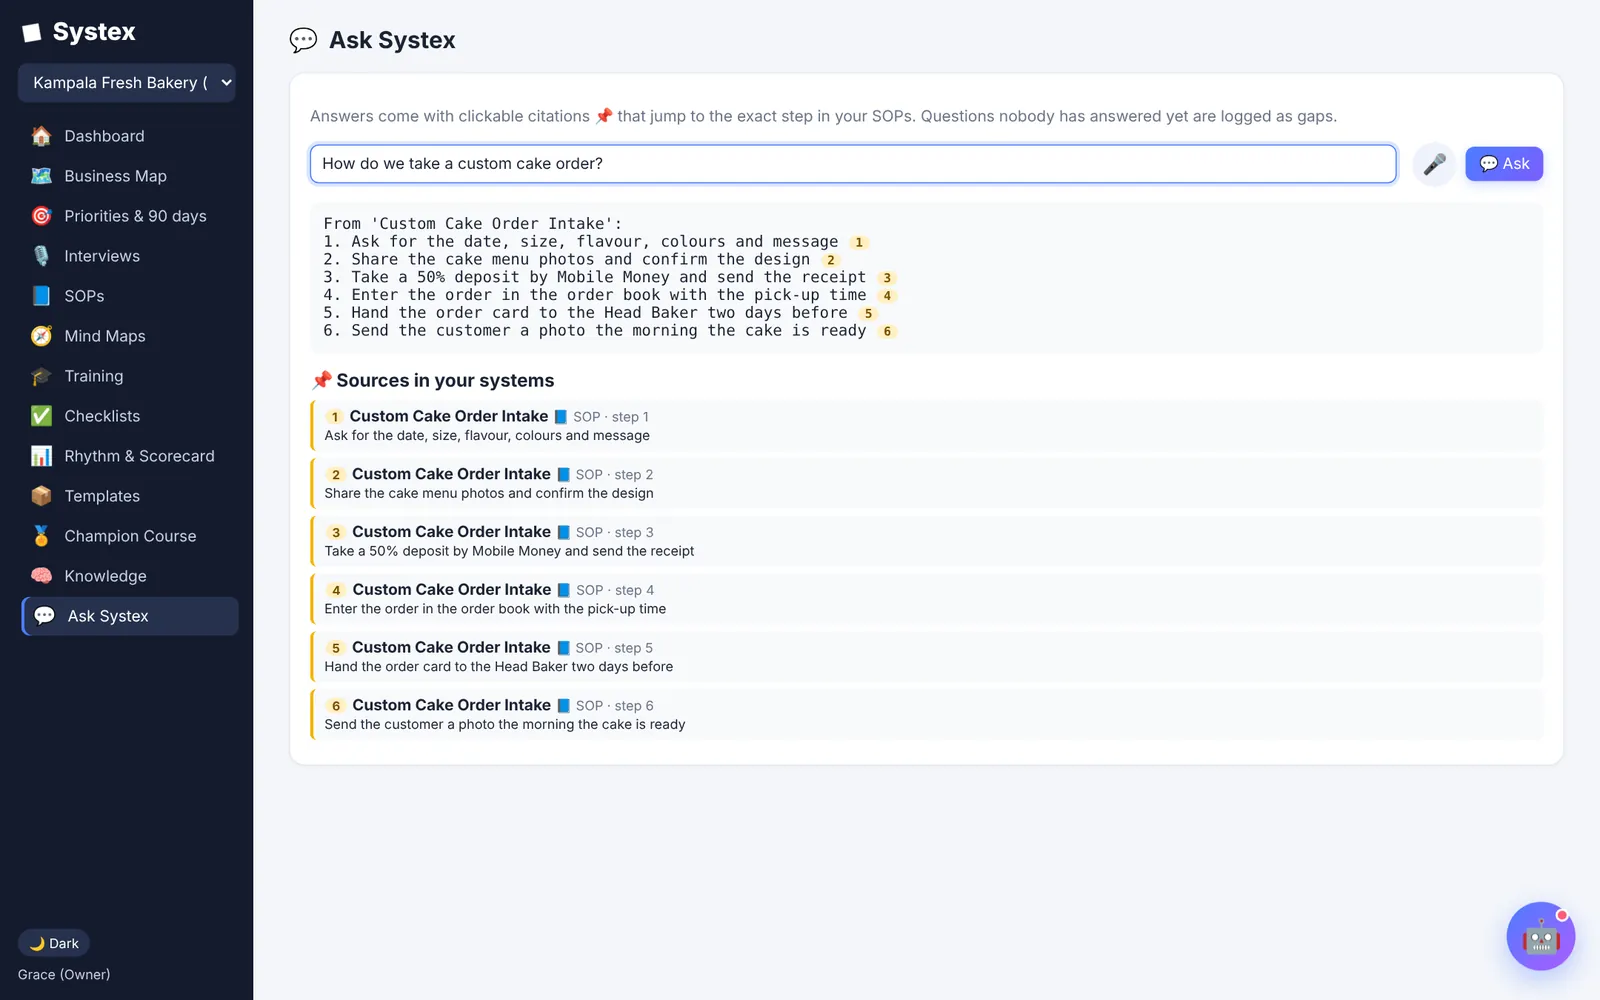 Systex
Kampala Fresh Bakery (
Dashboard
Business Map
Priorities & 90 days
Interviews
SOPs
Mind Maps
Training
Checklists
Rhythm & Scorecard
Templates
Champion Course
Knowledge
Ask Systex
Dark
Grace (Owner)
Ask Systex
Answers come with clickable citations 📌 that jump to the exact step in your SOPs. Questions nobody has answered yet are logged as gaps.
How do we take a custom cake order?
Ask
From 'Custom Cake Order Intake':
1. Ask for the date, size, flavour, colours and message 1
2. Share the cake menu photos and confirm the design 2
3. Take a 50% deposit by Mobile Money and send the receipt 3
4. Enter the order in the order book with the pick-up time 4
5. Hand the order card to the Head Baker two days before 5
6. Send the customer a photo the morning the cake is ready 6
📌 Sources in your systems
1 Custom Cake Order Intake 📘 SOP · step 1
Ask for the date, size, flavour, colours and message
2 Custom Cake Order Intake 📘 SOP · step 2
Share the cake menu photos and confirm the design
3 Custom Cake Order Intake 📘 SOP · step 3
Take a 50% deposit by Mobile Money and send the receipt
4 Custom Cake Order Intake 📘 SOP · step 4
Enter the order in the order book with the pick-up time
5 Custom Cake Order Intake 📘 SOP · step 5
Hand the order card to the Head Baker two days before
6 Custom Cake Order Intake 📘 SOP · step 6
Send the customer a photo the morning the cake is ready